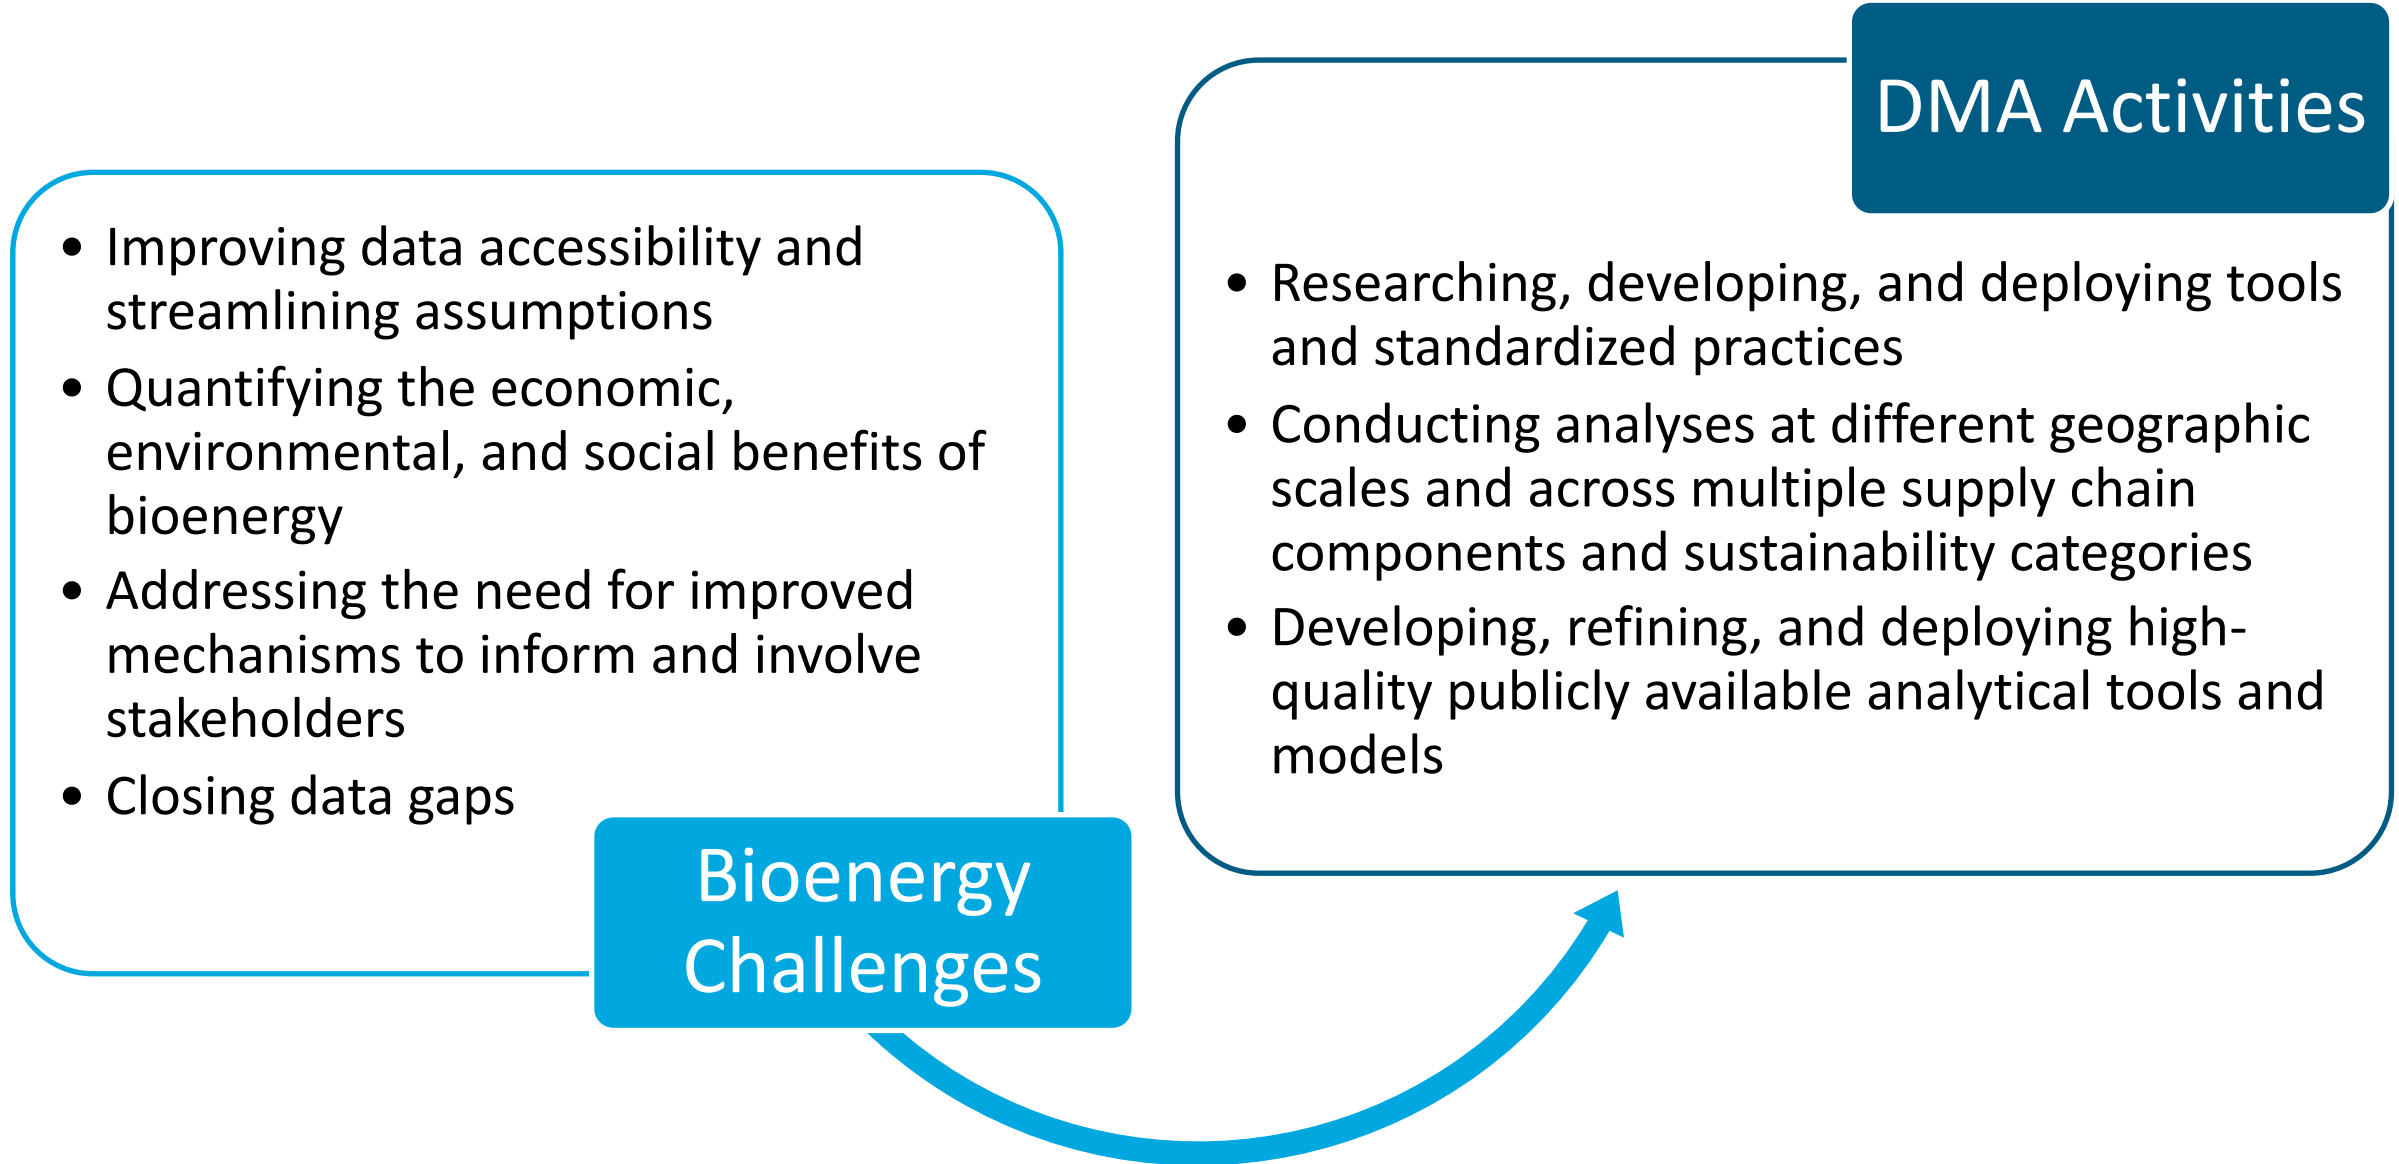 • Improving data accessibility and
streamlining assumptions
• Quantifying the economic,
environmental, and social benefits of
bioenergy
• Addressing the need for improved
mechanisms to inform and involve
stakeholders
• Closing data gaps
Bioenergy
Challenges
DMA Activities
• Researching, developing, and deploying tools
and standardized practices
• Conducting analyses at different geographic
scales and across multiple supply chain
components and sustainability categories
• Developing, refining, and deploying high-
quality publicly available analytical tools and
models